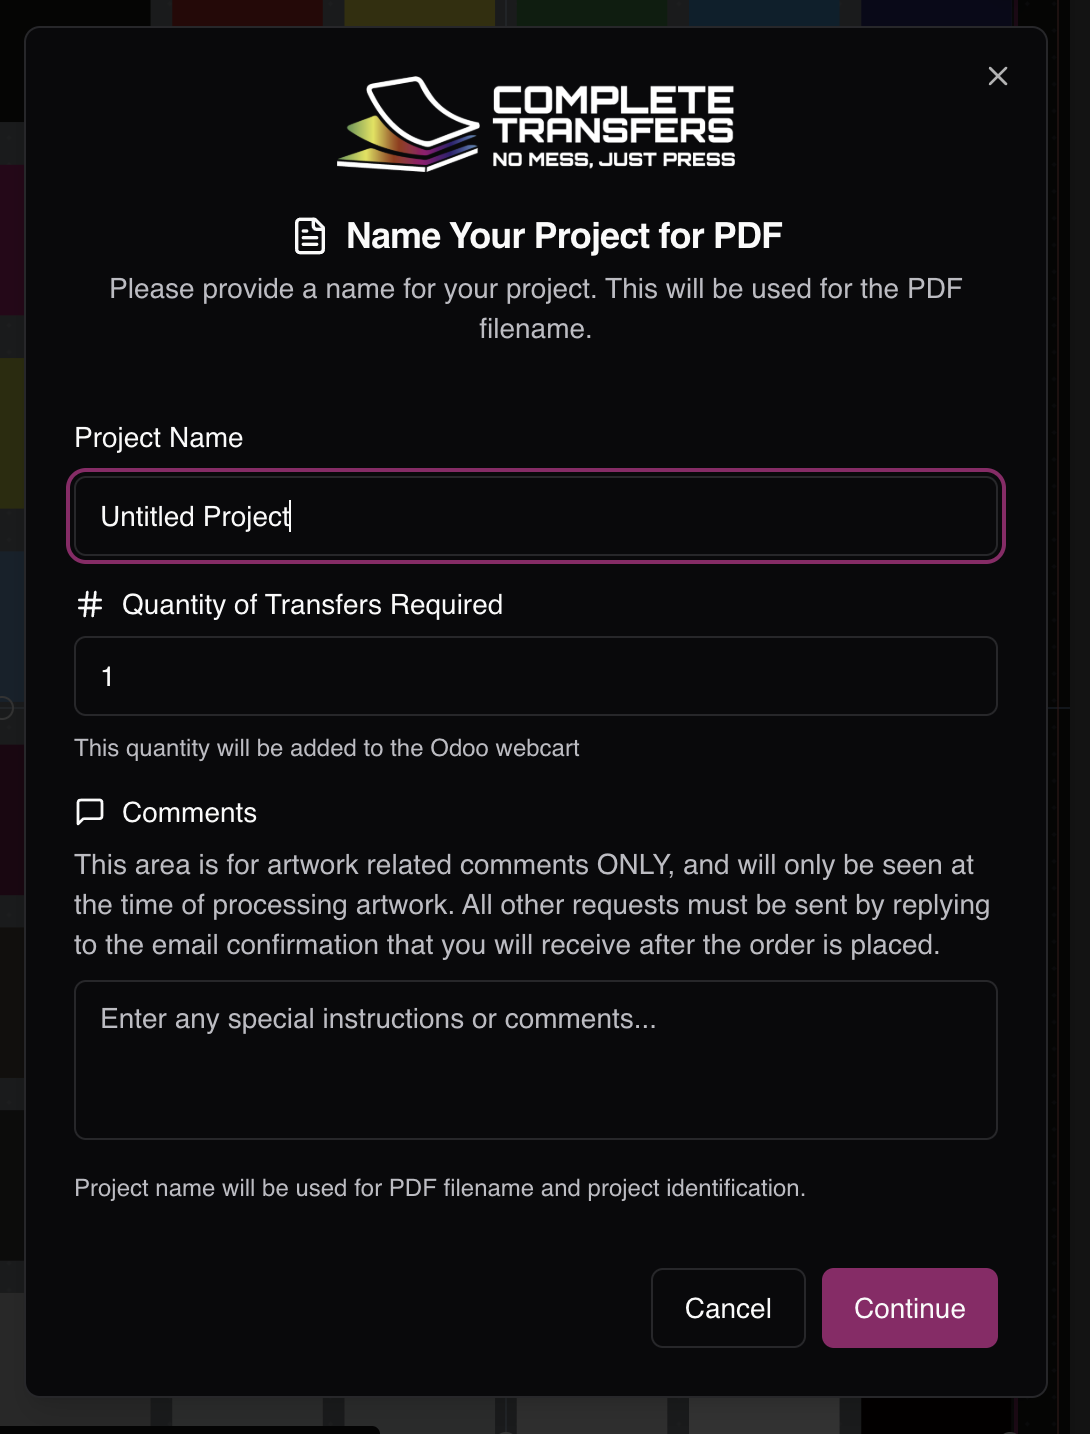 COMPLETE
TRANSFERS
NO MESS, JUST PRESS
Name Your Project for PDF
Please provide a name for your project. This will be used for the PDF
filename.
Project Name
Untitled Project
# Quantity of Transfers Required
1
This quantity will be added to the Odoo webcart
Comments
This area is for artwork related comments ONLY, and will only be seen at
the time of processing artwork. All other requests must be sent by replying
to the email confirmation that you will receive after the order is placed.
Enter any special instructions or comments...
Project name will be used for PDF filename and project identification.
Cancel
Continue